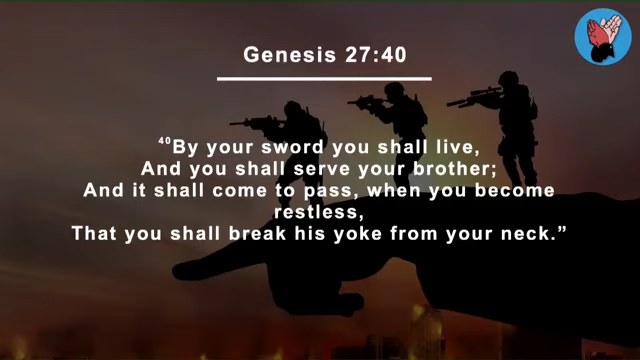 Genesis 27:40
40By your sword you shall live,
And you shall serve your brother;
And it shall come to pass, when you become
restless,
That you shall break his yoke from your neck.”